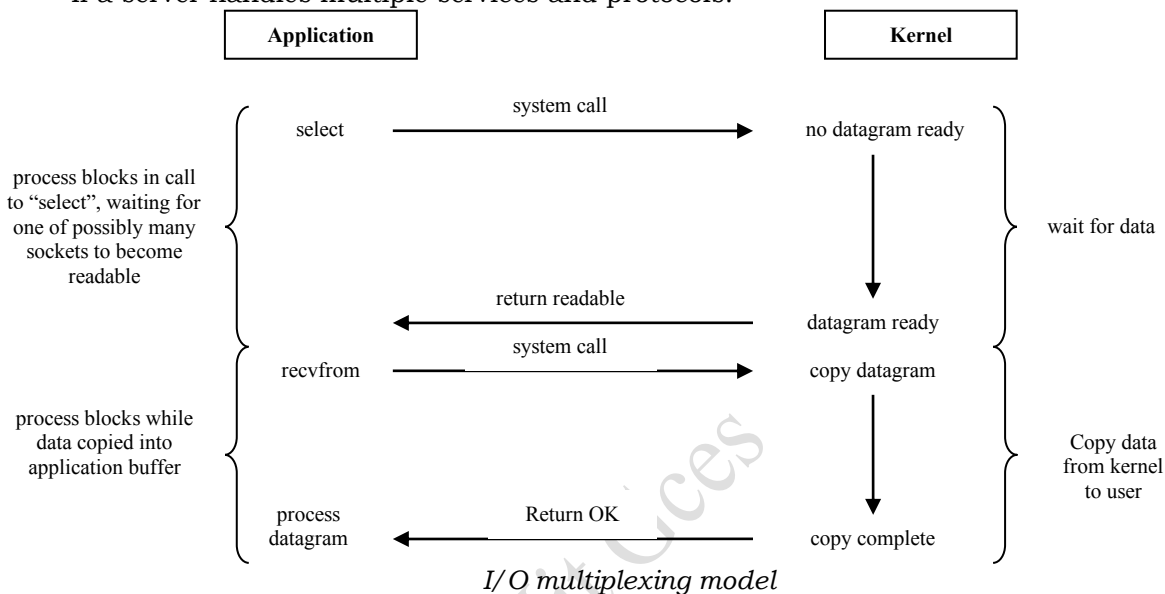 if a server handles multiple services and protocols.
Application
Kernel
system call
select
no datagram ready
process blocks in call
to “select”, waiting for
one of possibly many
sockets to become
readable
wait for data
return readable
datagram ready
system call
recvfrom
copy datagram
process blocks while
data copied into
application buffer
Copy data
from kernel
to user
process
datagram
Return OK
copy complete
I/O multiplexing model
Gces